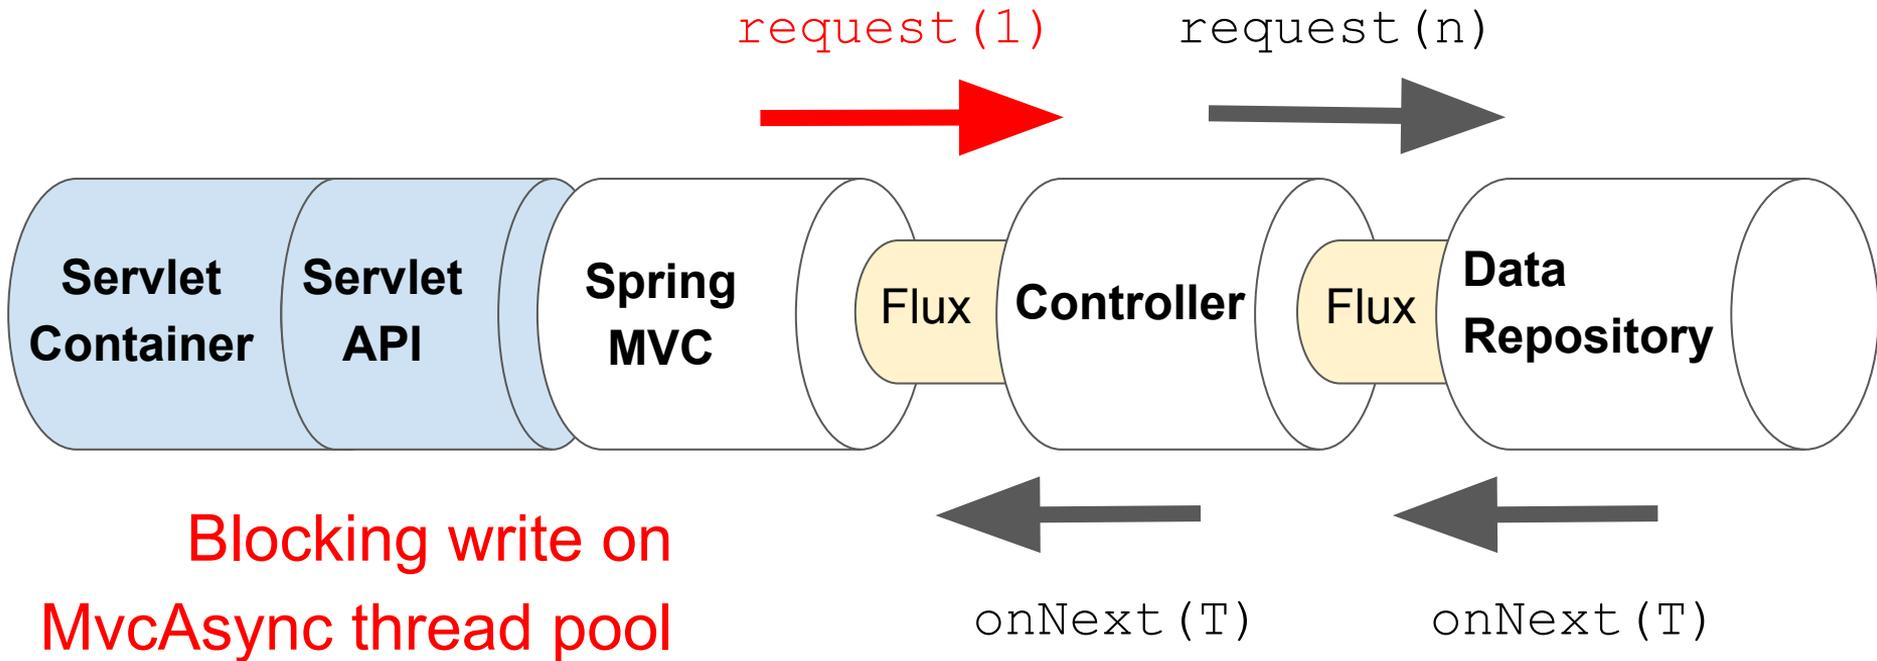 request(1)
request(n)
Servlet
Container
Servlet
API
Spring
MVC
Flux
Controller
Flux
Data
Repository
Blocking write on
MvcAsync thread pool
onNext(T)
onNext(T)